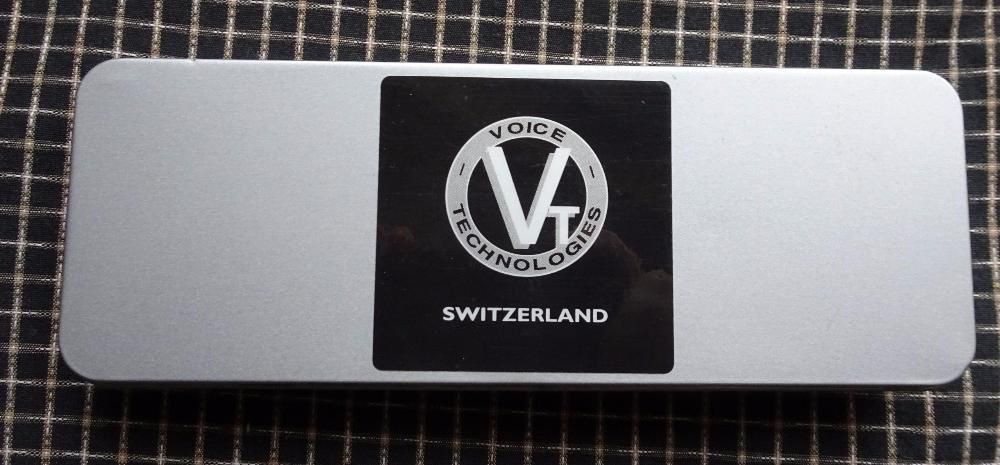 VOICE
VT
TECHNOLOGIES
SWITZERLAND